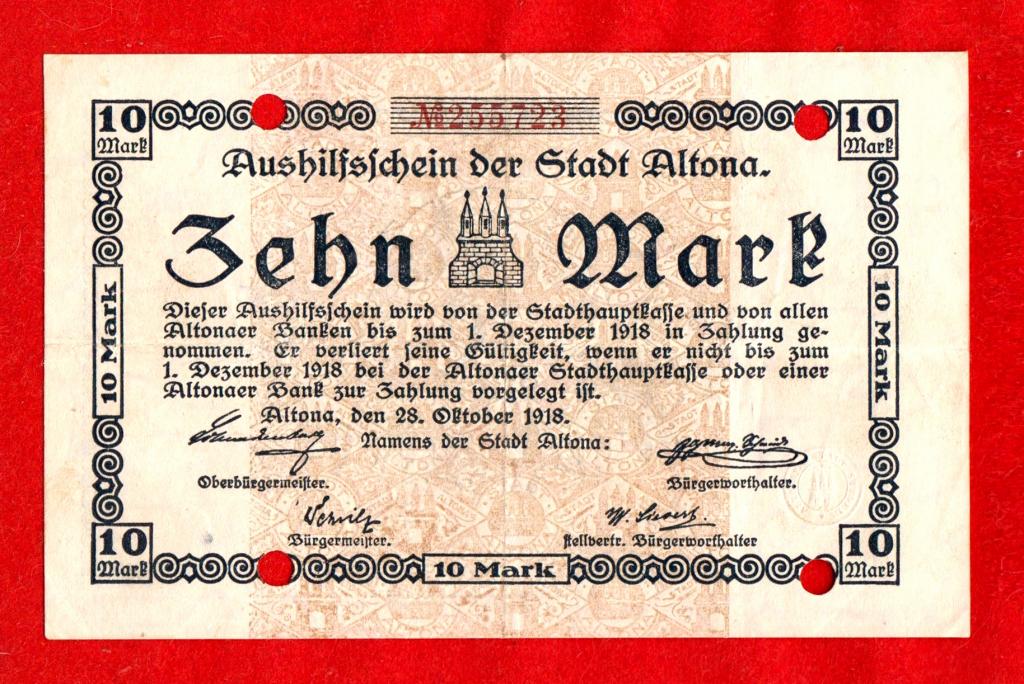 10 Mark
№ 255723
10 Mark
Aushilfsschein der Stadt Altona.
Zehn Mark
Dieser Aushilfsschein wird von der Stadthauptkasse und von allen
Altonaer Banken bis zum 1. Dezember 1918 in Zahlung ge-
nommen. Er verliert seine Gültigkeit, wenn er nicht bis zum
1. Dezember 1918 bei der Altonaer Stadthauptkasse oder einer
Altonaer Bank zur Zahlung vorgelegt ist.
Altona, den 28. Oktober 1918.
Namens der Stadt Altona:
Oberbürgermeister.
Bürgerworthalter.
Bürgermeister.
stellvertr. Bürgerworthalter
10 Mark
10 Mark
10 Mark
10 Mark
10 Mark